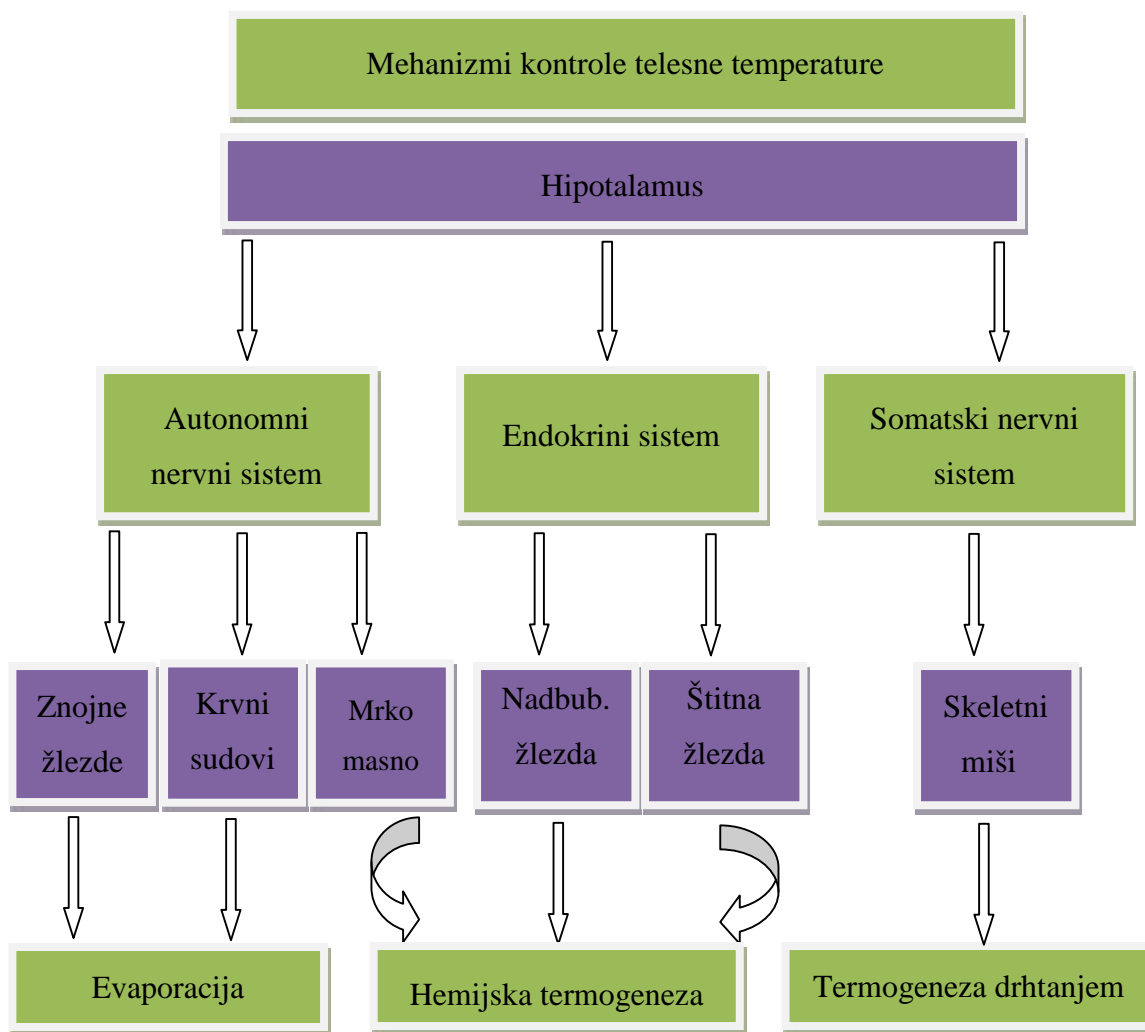 Mehanizmi kontrole telesne temperature
Hipotalamus
Autonomni
nervni sistem
Endokrini sistem
Somatski nervni
sistem
Znojne
žlezde
Krvni
sudovi
Mrko
masno
Nadbub.
žlezda
Štitna
žlezda
Skeletni
miši
Evaporacija
Hemijska termogeneza
Termogeneza drhtanjem